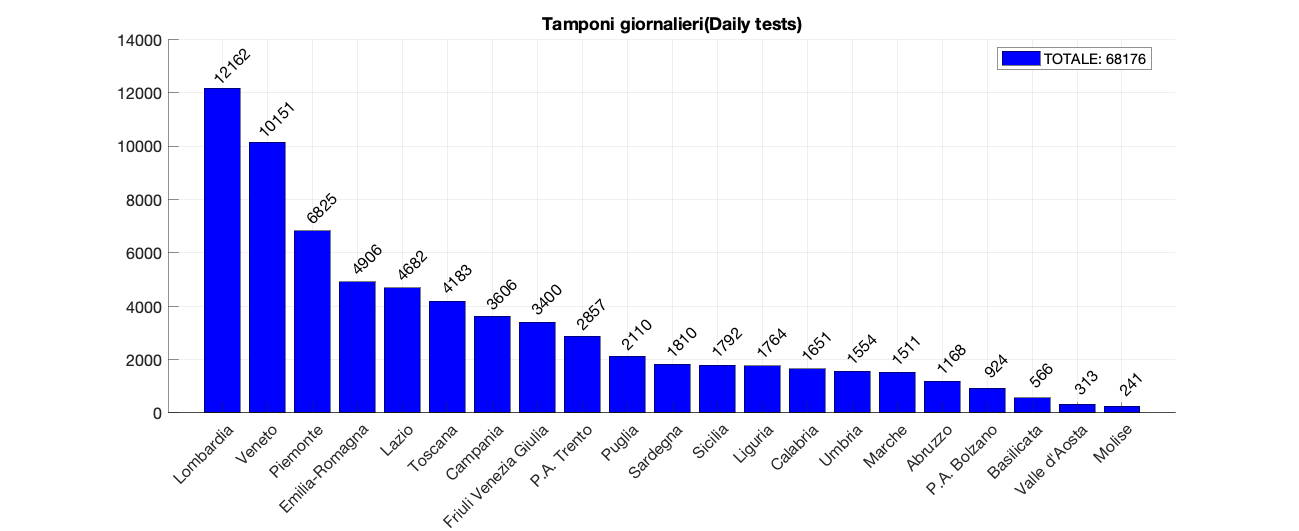 Tamponi giornalieri(Daily tests)
TOTALE: 68176
14000
12000
10000
8000
6000
4000
2000
0
12162
10151
6825
4906
4682
4183
3606
3400
2857
2110
1810
1792
1764
1651
1554
1511
1168
924
566
313
241
Lombardia
Veneto
Piemonte
Emilia-Romagna
Lazio
Toscana
Campania
Friuli Venezia Giulia
P.A. Trento
Puglia
Sardegna
Sicilia
Liguria
Calabria
Umbria
Marche
Abruzzo
P.A. Bolzano
Basilicata
Valle d'Aosta
Molise